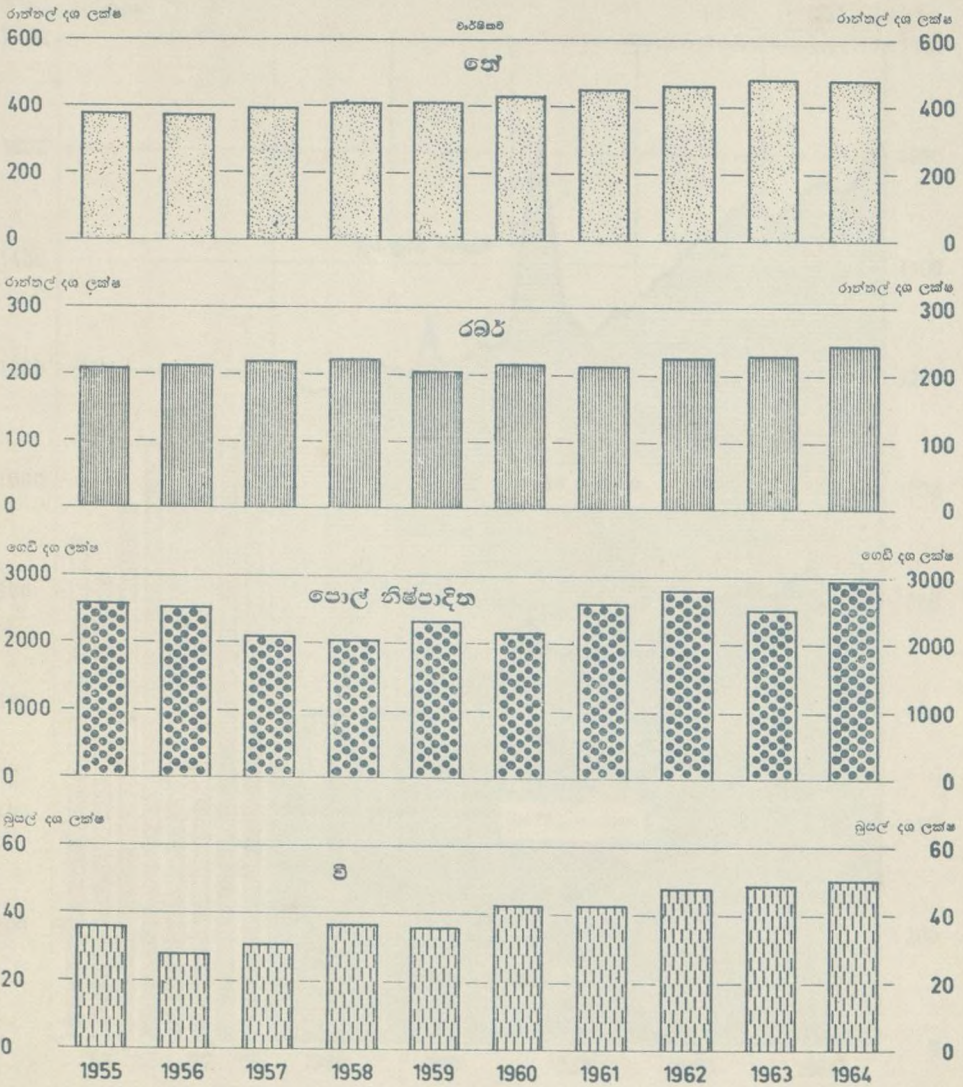 රාත්තල් දශ ලක්ෂ
වාර්ෂිකව
රාත්තල් දශ ලක්ෂ
600
600
තේ
400
400
200
200
0
0
රාත්තල් දශ ලක්ෂ
රාත්තල් දශ ලක්ෂ
300
300
රබර්
200
200
100
100
0
0
ගෙඩි දශ ලක්ෂ
ගෙඩි දශ ලක්ෂ
3000
3000
පොල් නිෂ්පාදිත
2000
2000
1000
1000
0
0
බුසල් දශ ලක්ෂ
බුසල් දශ ලක්ෂ
60
60
වී
40
40
20
20
0
0
1955 1956 1957 1958 1959 1960 1961 1962 1963 1964